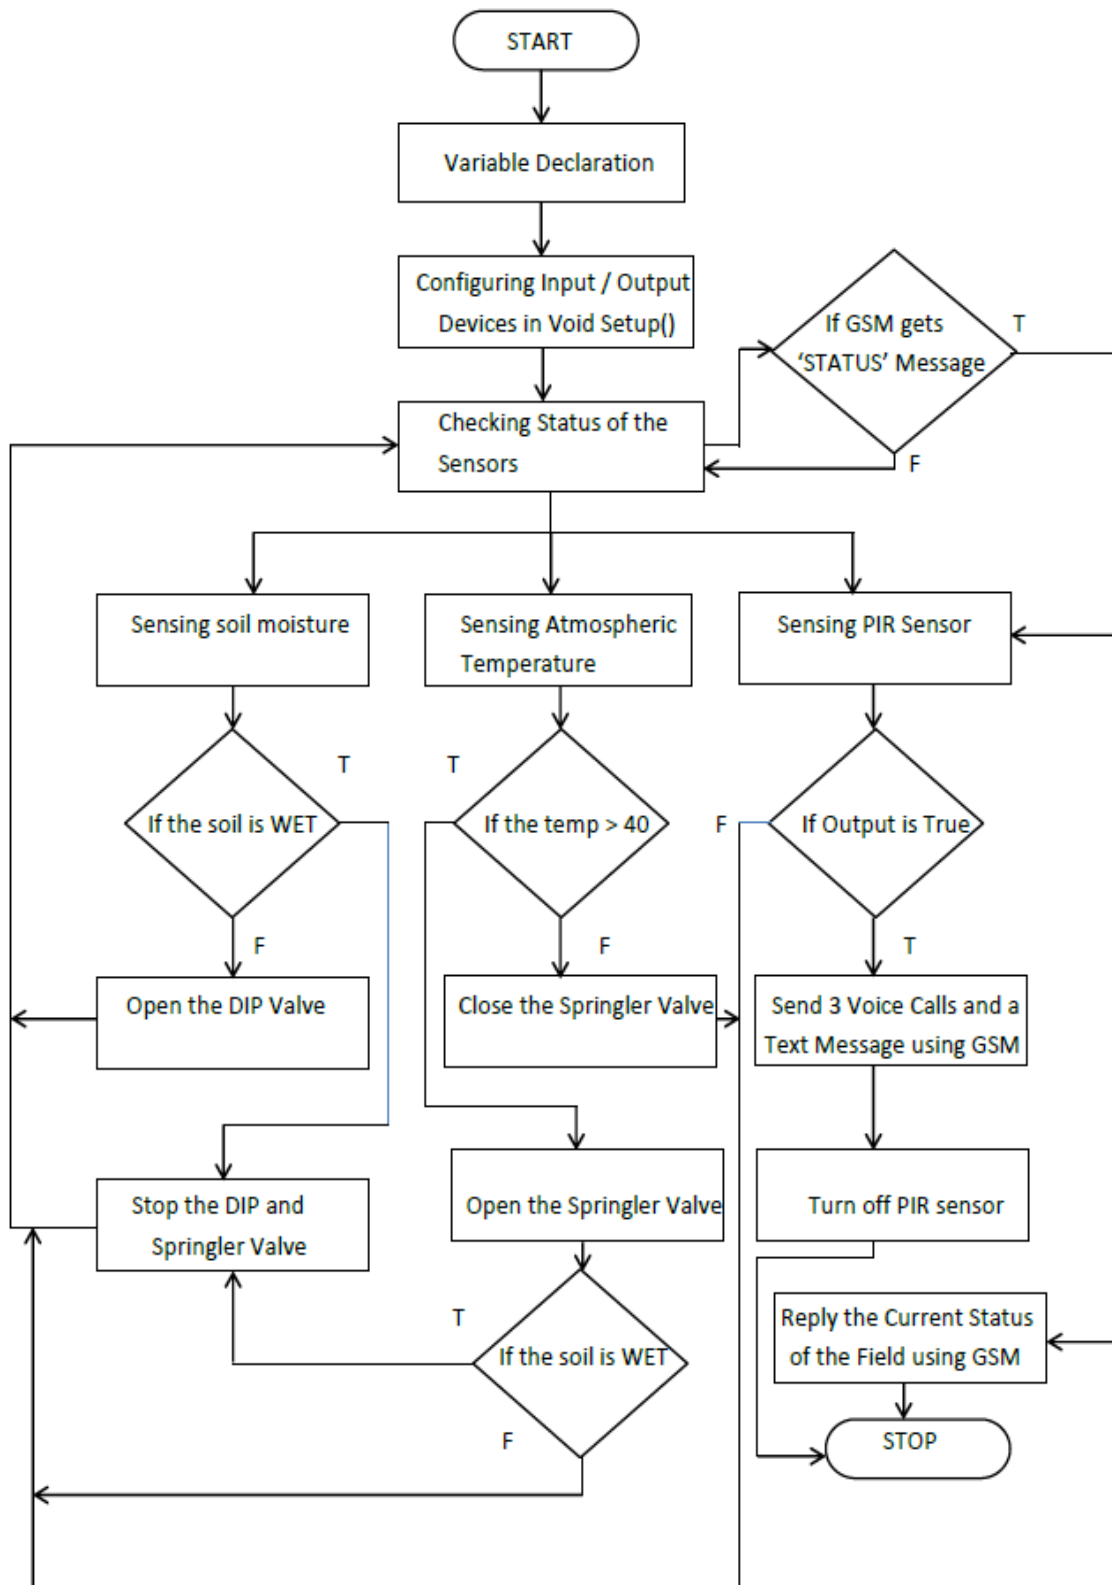 START
Variable Declaration
Configuring Input / Output
Devices in Void Setup()
If GSM gets
‘STATUS’ Message
T
F
Checking Status of the
Sensors
Sensing soil moisture
Sensing Atmospheric
Temperature
Sensing PIR Sensor
If the soil is WET
T
F
If the temp > 40
T
F
If Output is True
F
T
Open the DIP Valve
Close the Springler Valve
Send 3 Voice Calls and a
Text Message using GSM
Stop the DIP and
Springler Valve
Open the Springler Valve
Turn off PIR sensor
If the soil is WET
T
F
Reply the Current Status
of the Field using GSM
STOP